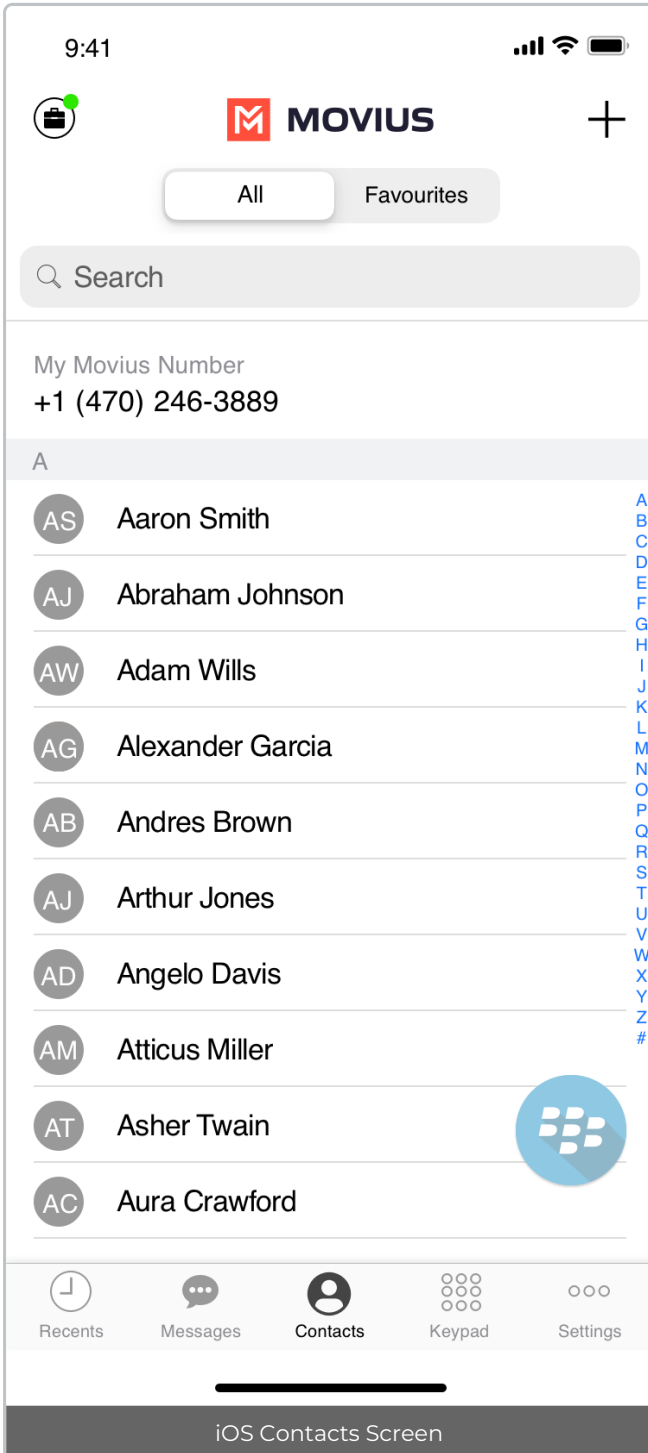 9:41
MOVIUS
All Favourites
Search
My Movius Number
+1 (470) 246-3889
A
AS Aaron Smith
AJ Abraham Johnson
AW Adam Wills
AG Alexander Garcia
AB Andres Brown
AJ Arthur Jones
AD Angelo Davis
AM Atticus Miller
AT Asher Twain
AC Aura Crawford
A
B
C
D
E
F
G
H
I
J
K
L
M
N
O
P
Q
R
S
T
U
V
W
X
Y
Z
#
Recents Messages Contacts Keypad Settings
iOS Contacts Screen